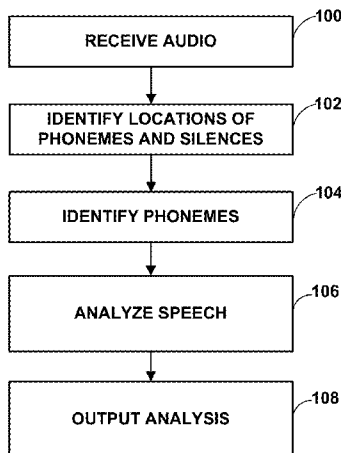 100
RECEIVE AUDIO
102
IDENTIFY LOCATIONS OF
PHONEMES AND SILENCES
104
IDENTIFY PHONEMES
106
ANALYZE SPEECH
108
OUTPUT ANALYSIS